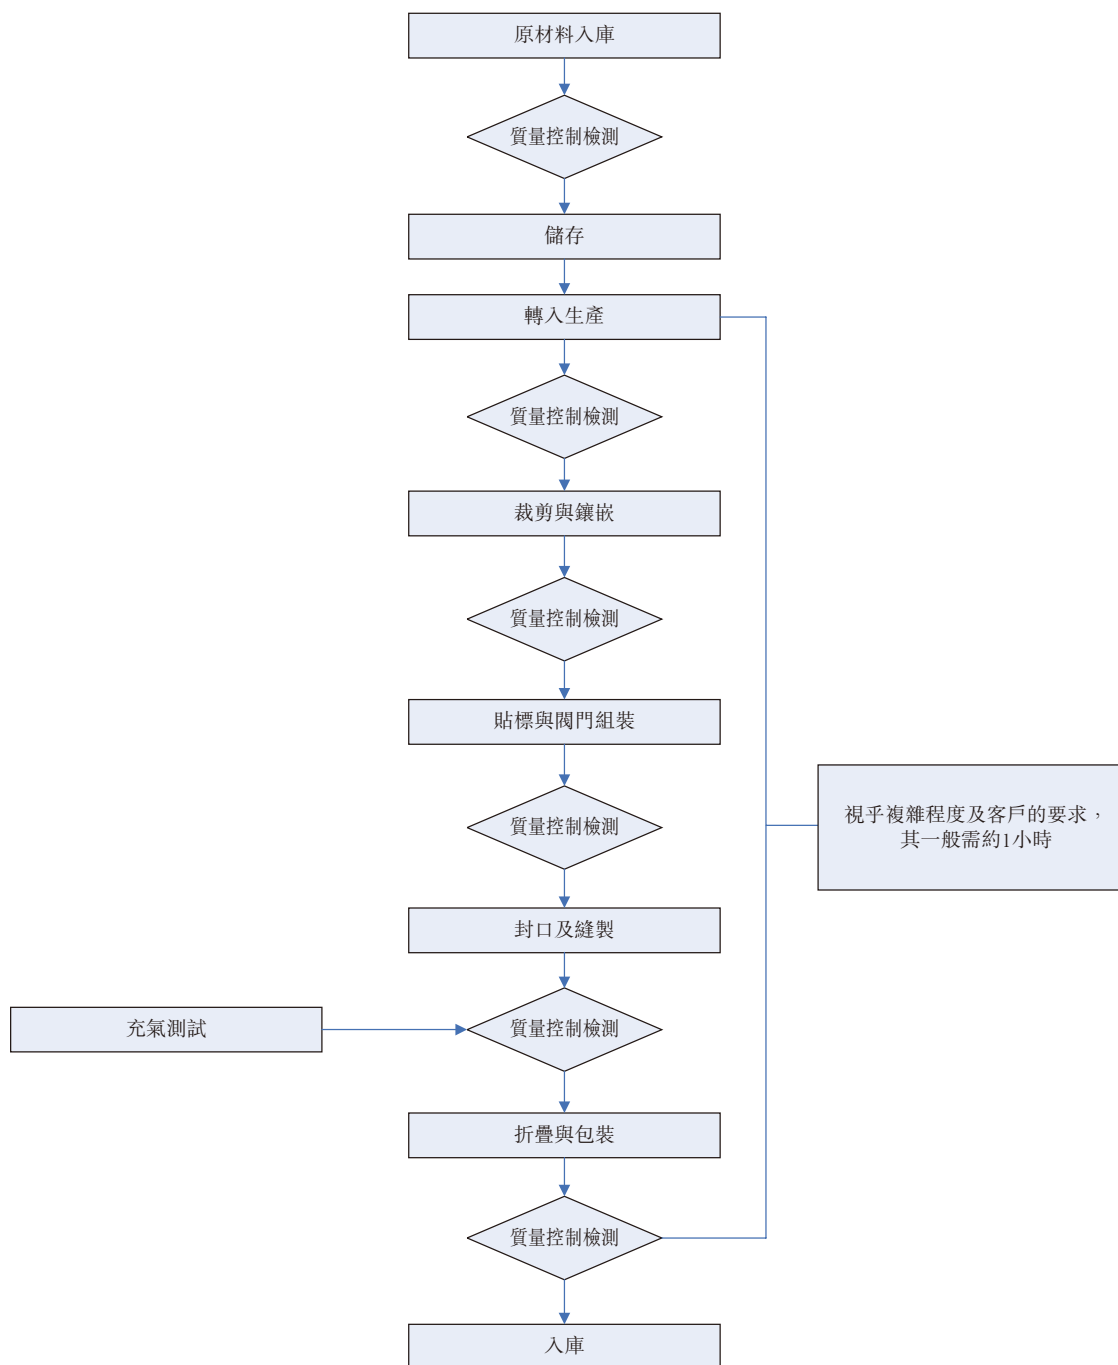 原材料入庫
質量控制檢測
儲存
轉入生產
質量控制檢測
裁剪與鑲嵌
質量控制檢測
貼標與閥門組裝
質量控制檢測
視乎複雜程度及客戶的要求，
其一般需約1小時
封口及縫製
充氣測試
質量控制檢測
折疊與包裝
質量控制檢測
入庫